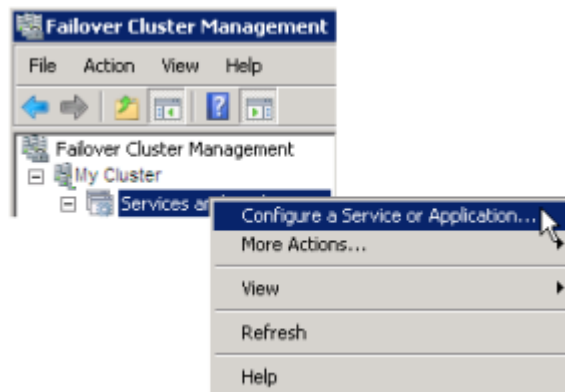 Failover Cluster Management
File Action View Help
Failover Cluster Management
My Cluster
Services
Configure a Service or Application...
More Actions...
View
Refresh
Help